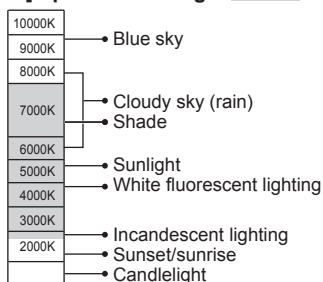 10000K
9000K
Blue sky
8000K
Cloudy sky (rain)
7000K
Shade
6000K
5000K
Sunlight
4000K
White fluorescent lighting
3000K
Incandescent lighting
2000K
Sunset/sunrise
Candlelight